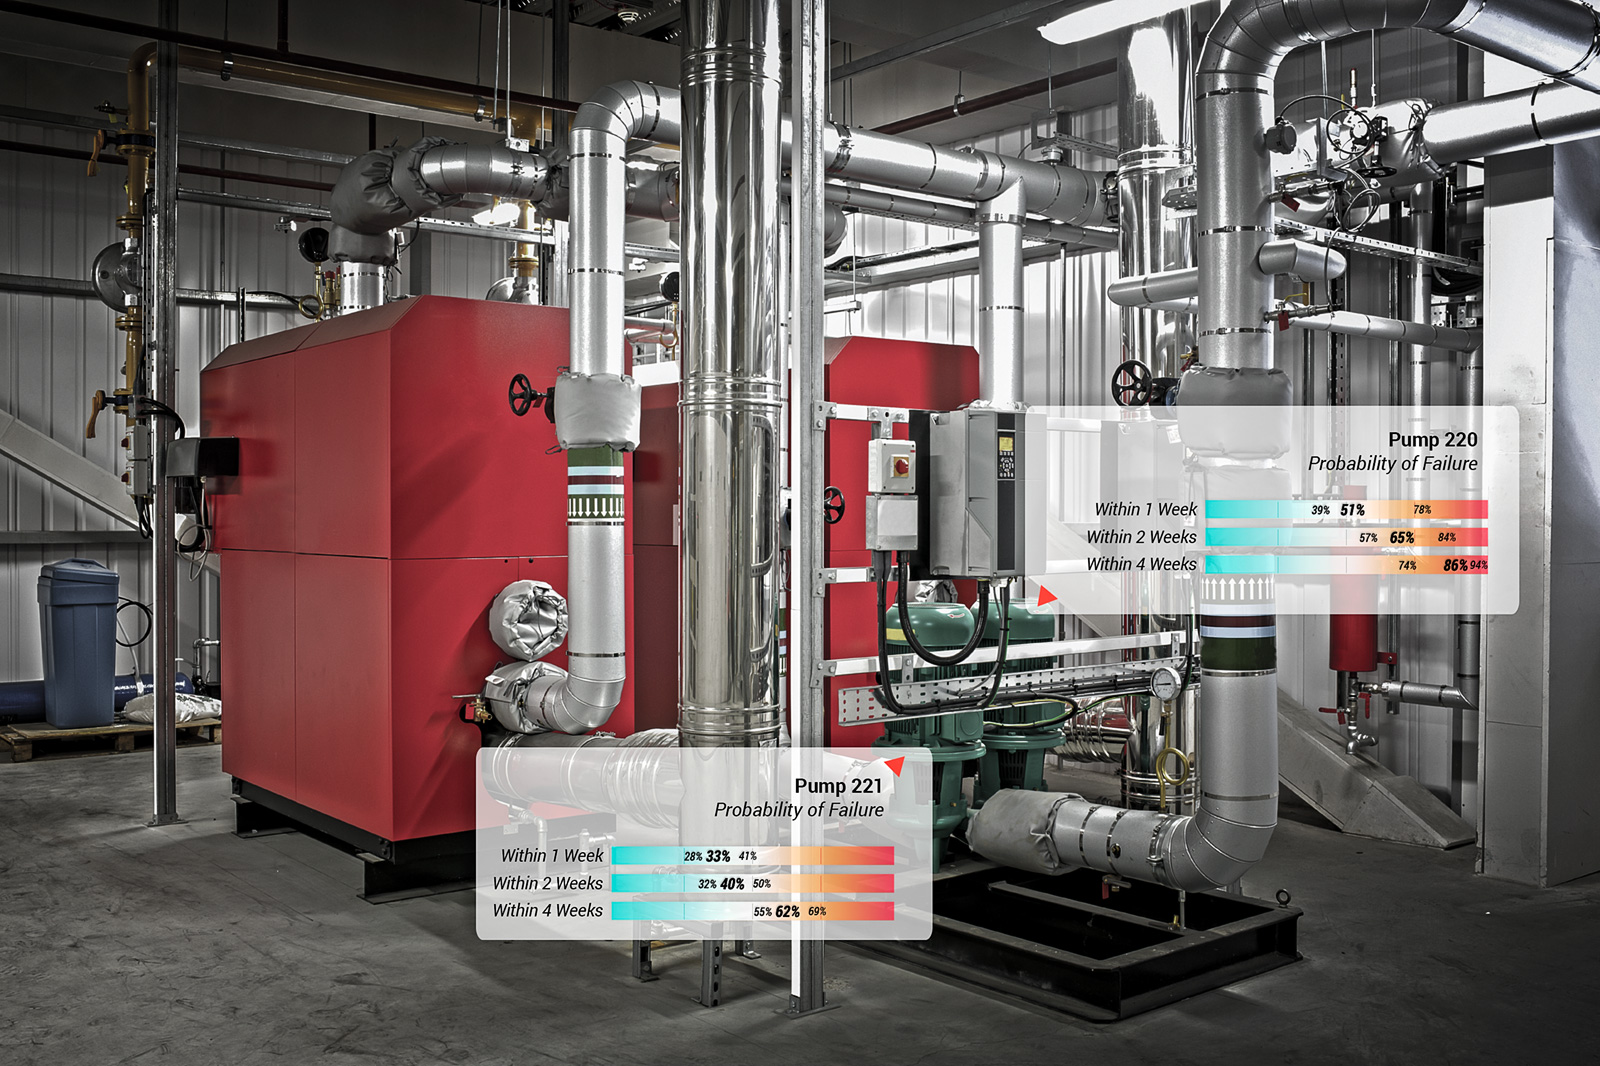 Pump 220
Probability of Failure
Within 1 Week 39% 51% 78%
Within 2 Weeks 57% 65% 84%
Within 4 Weeks 74% 86% 94%
Pump 221
Probability of Failure
Within 1 Week 28% 33% 41%
Within 2 Weeks 32% 40% 50%
Within 4 Weeks 55% 62% 69%